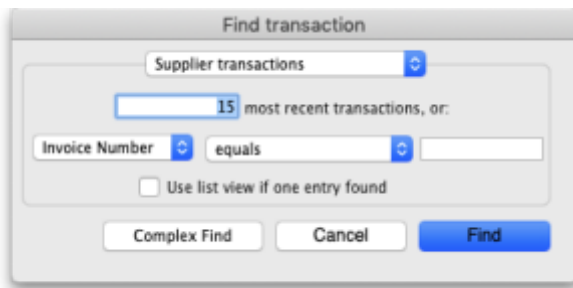 Find transaction
Supplier transactions
15 most recent transactions, or:
Invoice Number equals
Use list view if one entry found
Complex Find Cancel Find